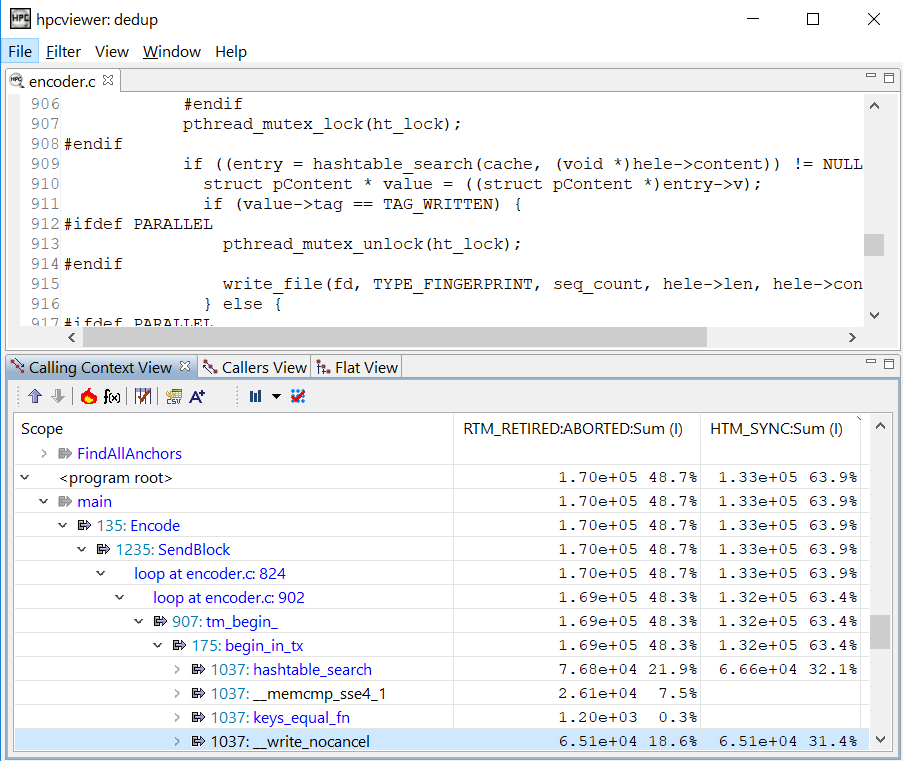 HPC hpcviewer: dedup
File Filter View Window Help
HPC encoder.c
906 #endif
907 pthread_mutex_lock(ht_lock);
908 #endif
909 if ((entry = hashtable_search(cache, (void *)hele->content)) != NULL
910 struct pContent * value = ((struct pContent *)entry->v);
911 if (value->tag == TAG_WRITTEN) {
912 #ifdef PARALLEL
913 pthread_mutex_unlock(ht_lock);
914 #endif
915 write_file(fd, TYPE_FINGERPRINT, seq_count, hele->len, hele->con
916 } else {
917 #ifdef PARALLEL
Calling Context View Callers View Flat View
f(x) CSV A+
Scope RTM_RETIRED:ABORTED:Sum (I) HTM_SYNC:Sum (I)
FindAllAnchors
<program root> 1.70e+05 48.7% 1.33e+05 63.9%
main 1.70e+05 48.7% 1.33e+05 63.9%
135: Encode 1.70e+05 48.7% 1.33e+05 63.9%
1235: SendBlock 1.70e+05 48.7% 1.33e+05 63.9%
loop at encoder.c: 824 1.70e+05 48.7% 1.33e+05 63.9%
loop at encoder.c: 902 1.69e+05 48.3% 1.32e+05 63.4%
907: tm_begin_ 1.69e+05 48.3% 1.32e+05 63.4%
175: begin_in_tx 1.69e+05 48.3% 1.32e+05 63.4%
1037: hashtable_search 7.68e+04 21.9% 6.66e+04 32.1%
1037: __memcmp_sse4_1 2.61e+04 7.5%
1037: keys_equal_fn 1.20e+03 0.3%
1037: __write_nocancel 6.51e+04 18.6% 6.51e+04 31.4%